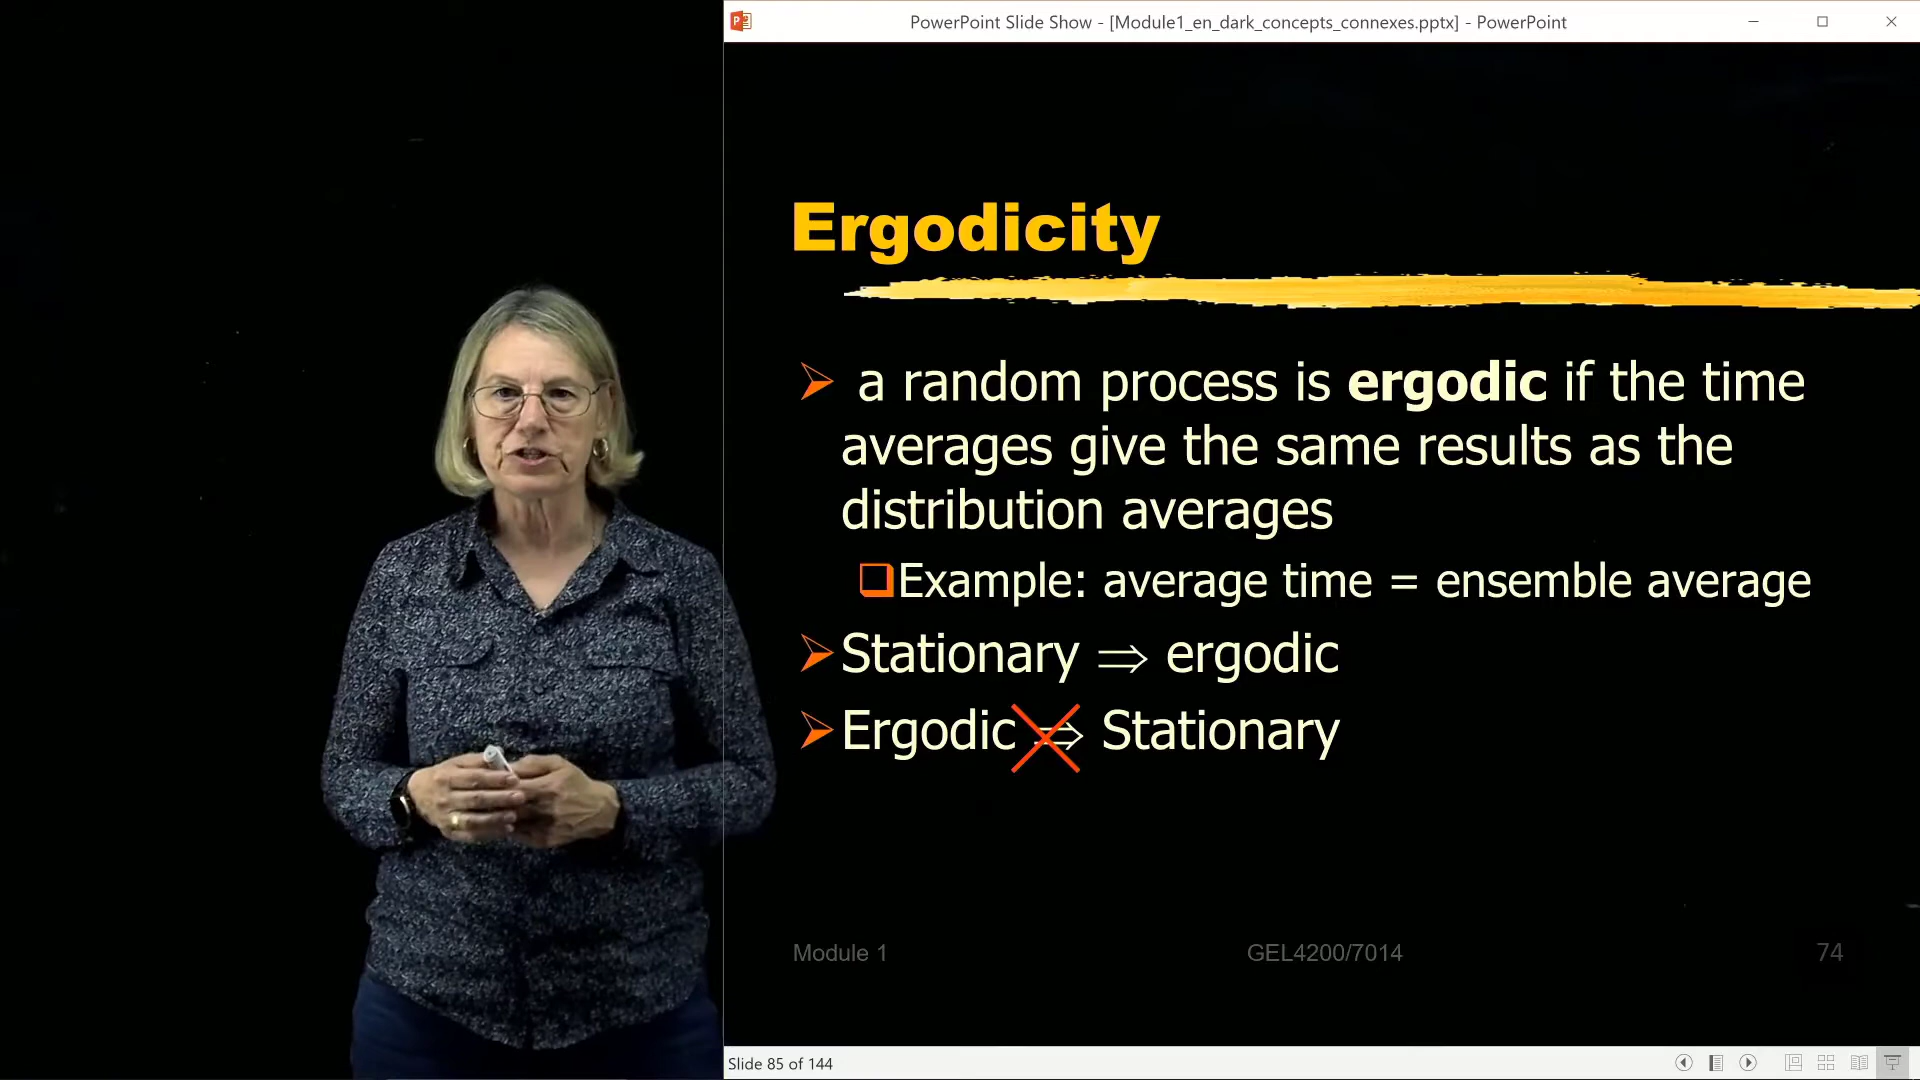 PowerPoint Slide Show - [Module1_en_dark_concepts_connexes.pptx] - PowerPoint
Ergodicity
a random process is ergodic if the time
averages give the same results as the
distribution averages
Example: average time = ensemble average
Stationary ⇒ ergodic
Ergodic ⇒ Stationary
Module 1 GEL4200/7014 74
Slide 85 of 144